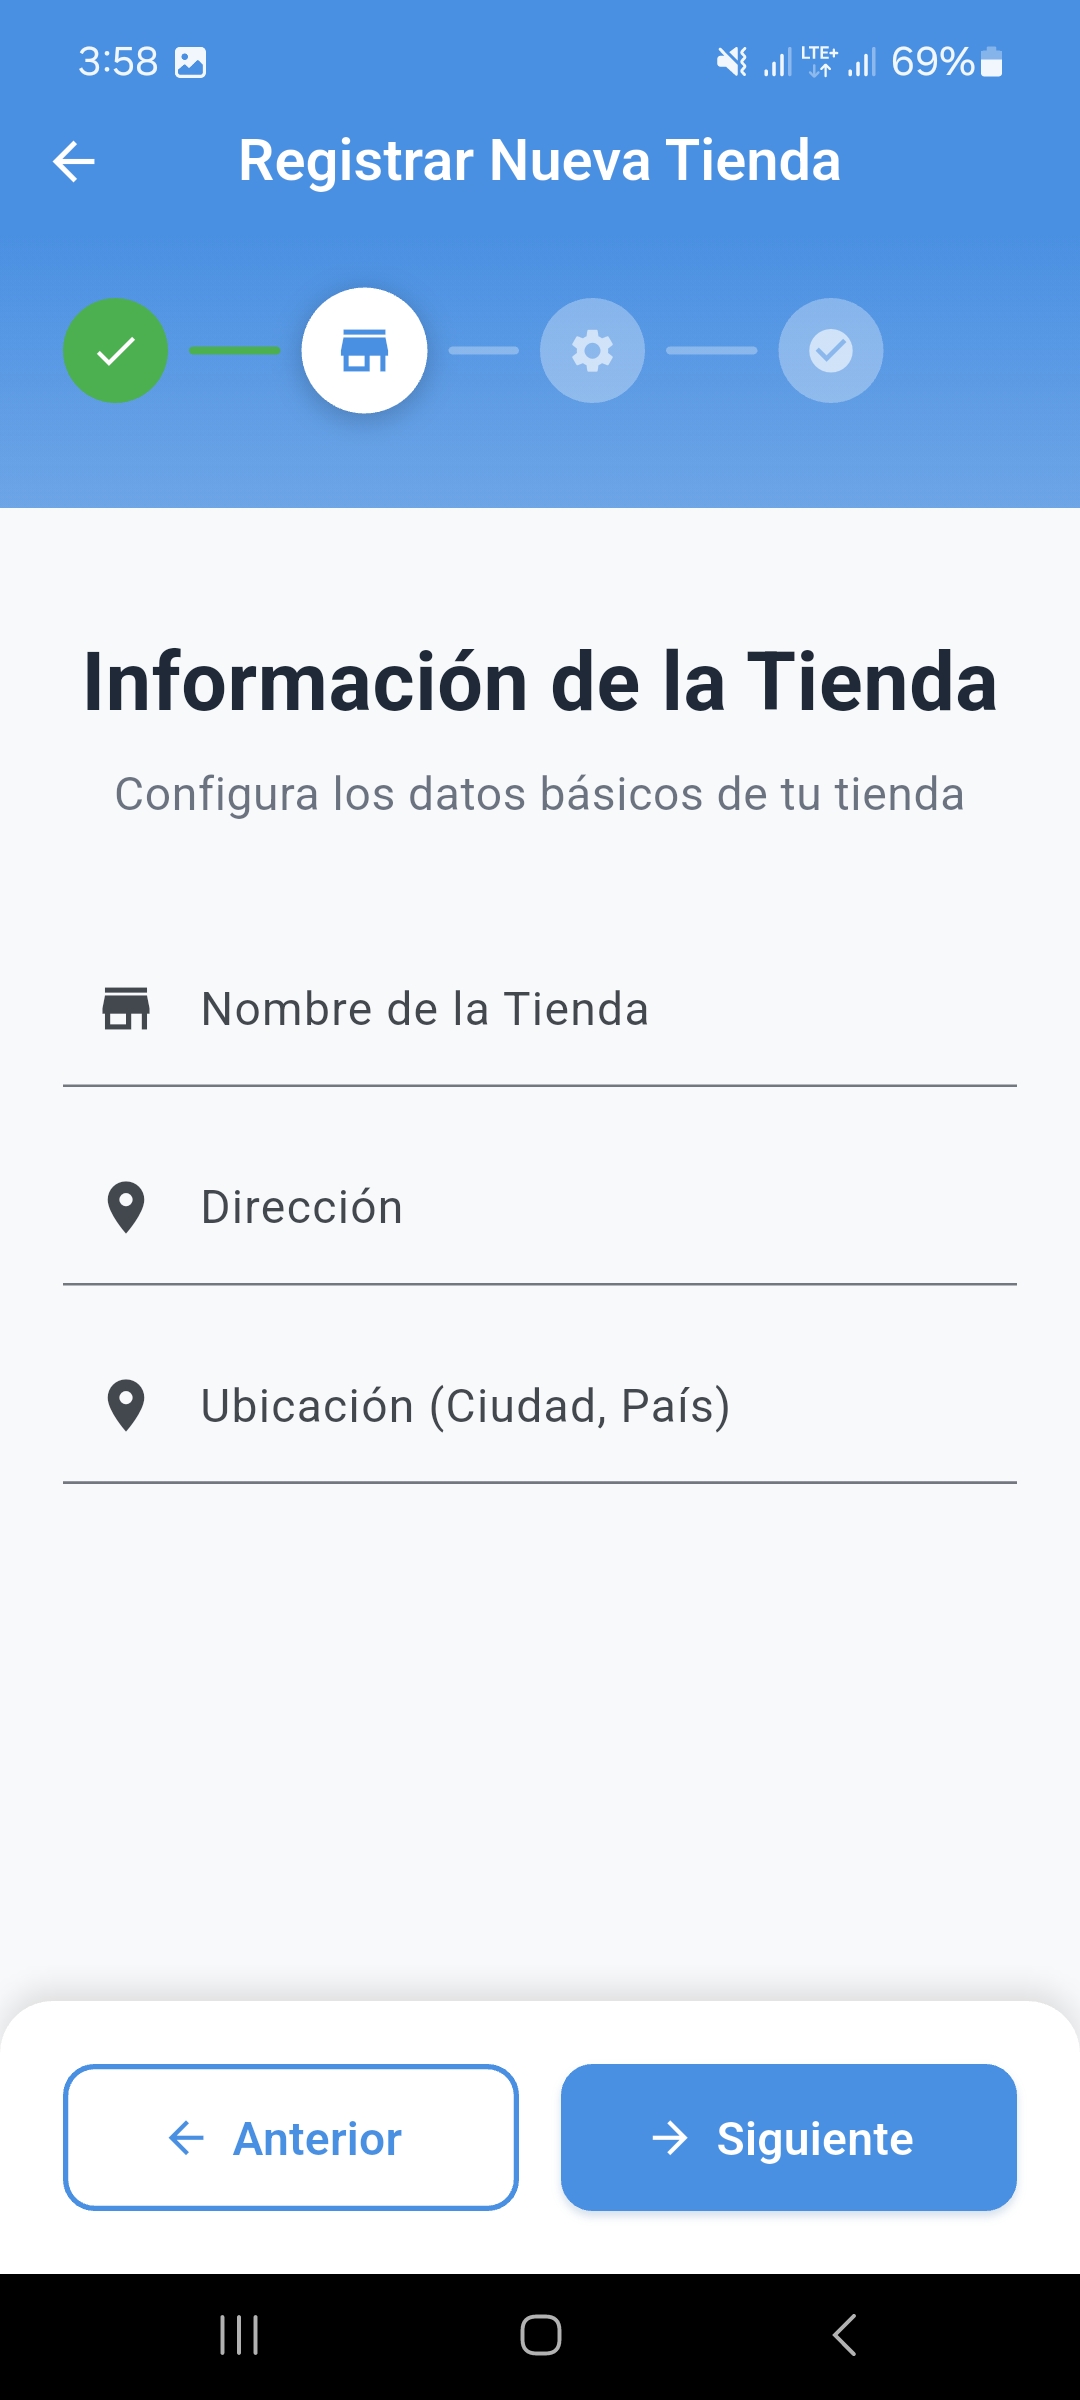 3:58 LTE+ 69%
Registrar Nueva Tienda
Información de la Tienda
Configura los datos básicos de tu tienda
Nombre de la Tienda
Dirección
Ubicación (Ciudad, País)
Anterior Siguiente